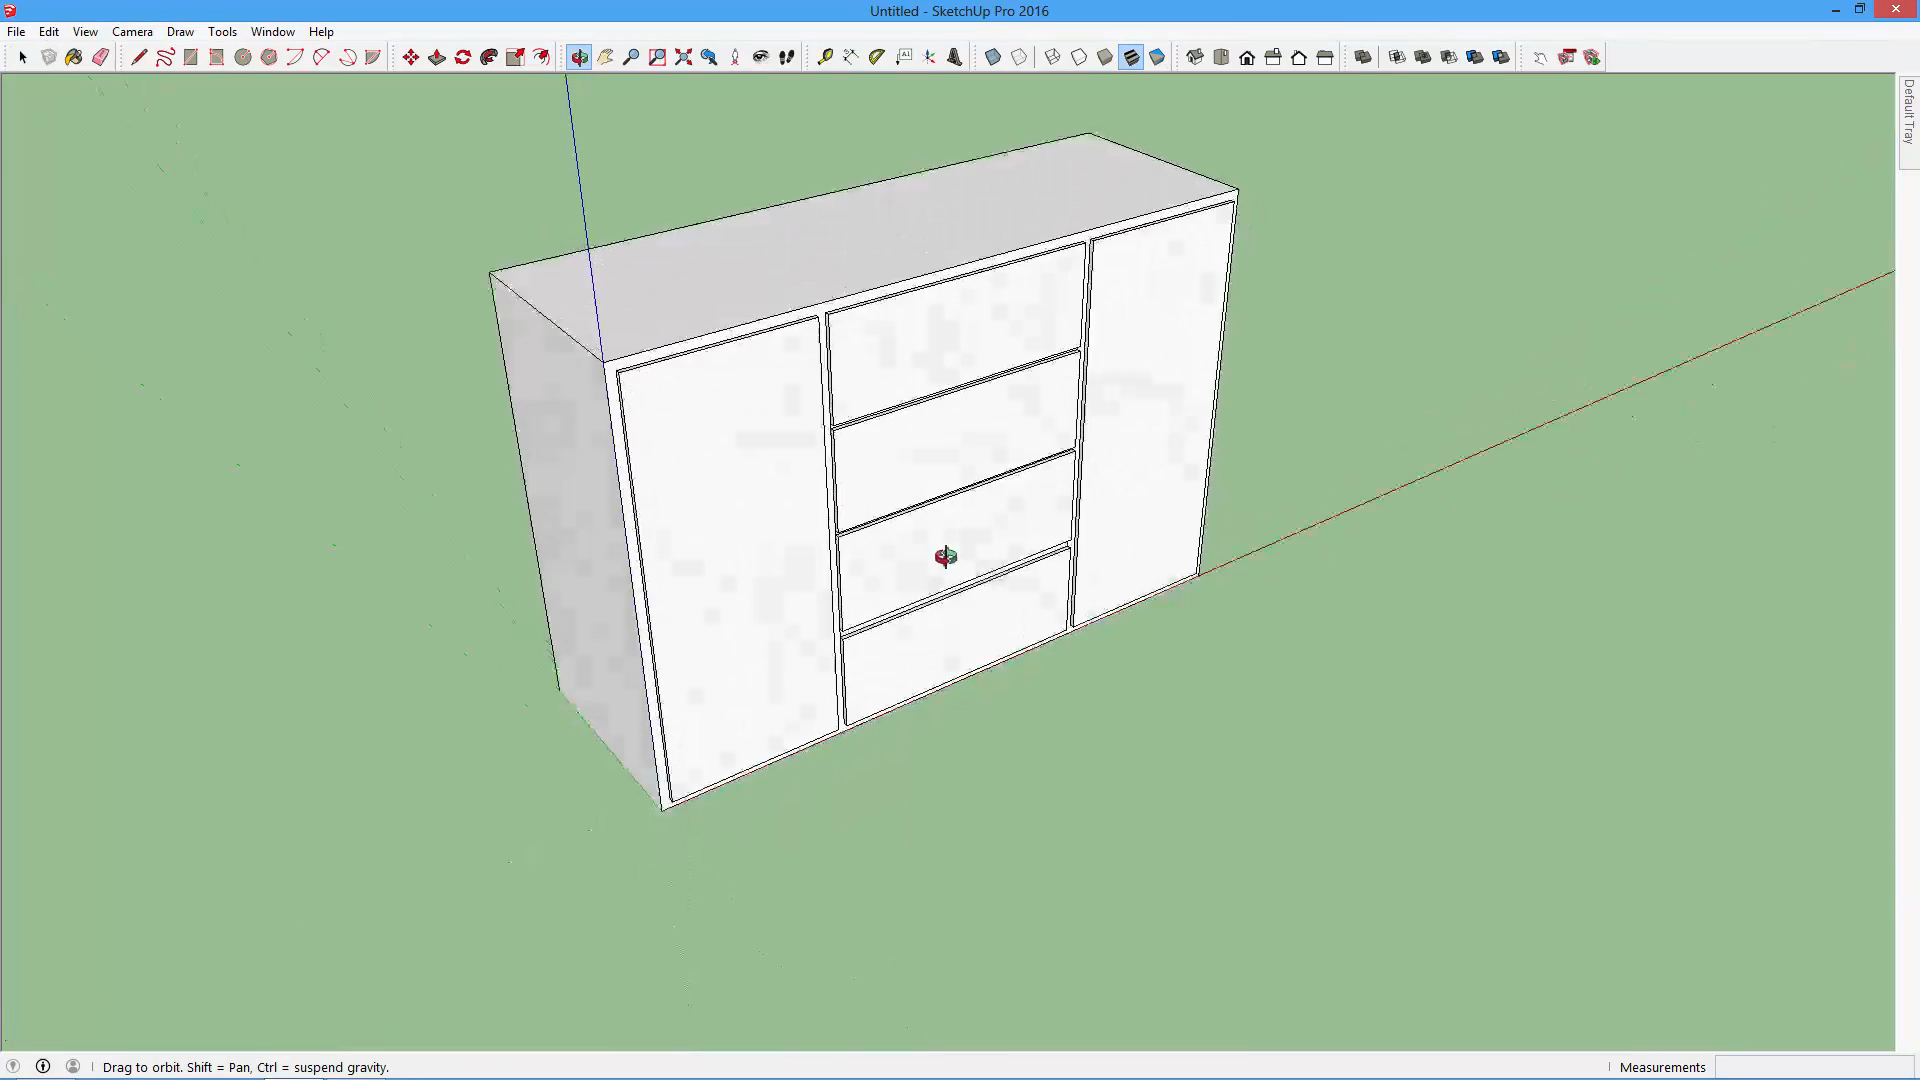 Untitled - SketchUp Pro 2016
File Edit View Camera Draw Tools Window Help
A1
Default Tray
Drag to orbit. Shift = Pan, Ctrl = suspend gravity.
Measurements